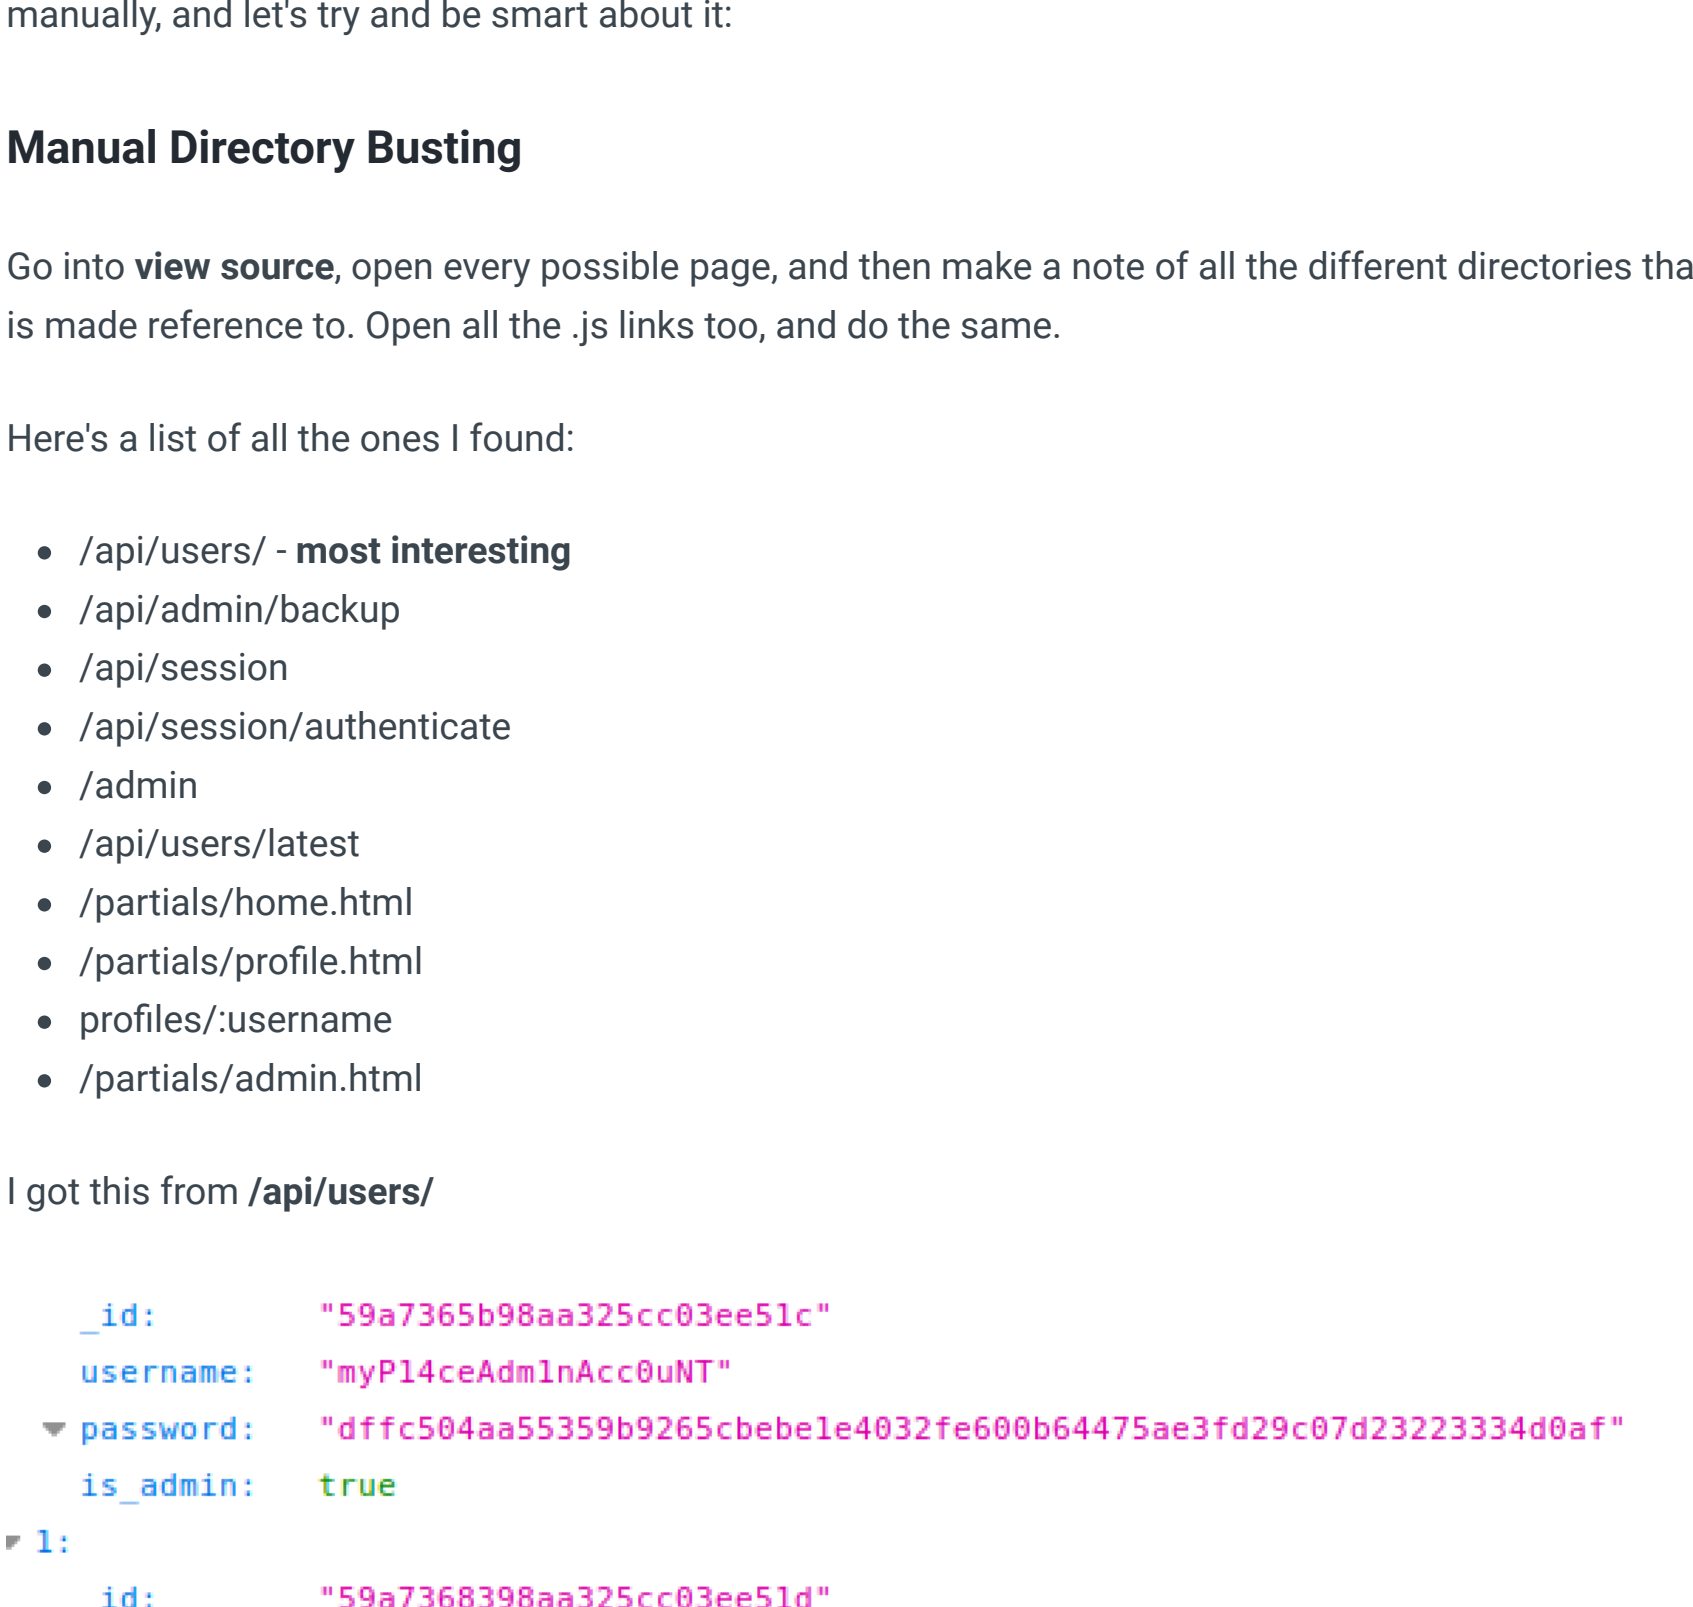 manually, and let's try and be smart about it:
Manual Directory Busting
Go into view source, open every possible page, and then make a note of all the different directories tha
is made reference to. Open all the .js links too, and do the same.
Here's a list of all the ones I found:
/api/users/ - most interesting
/api/admin/backup
/api/session
/api/session/authenticate
/admin
/api/users/latest
/partials/home.html
/partials/profile.html
profiles/:username
/partials/admin.html
I got this from /api/users/
_id: "59a7365b98aa325cc03ee51c"
username: "myP14ceAdm1nAcc0uNT"
password: "dffc504aa55359b9265cbebe1e4032fe600b64475ae3fd29c07d23223334d0af"
is_admin: true
1:
_id: "59a7368398aa325cc03ee51d"